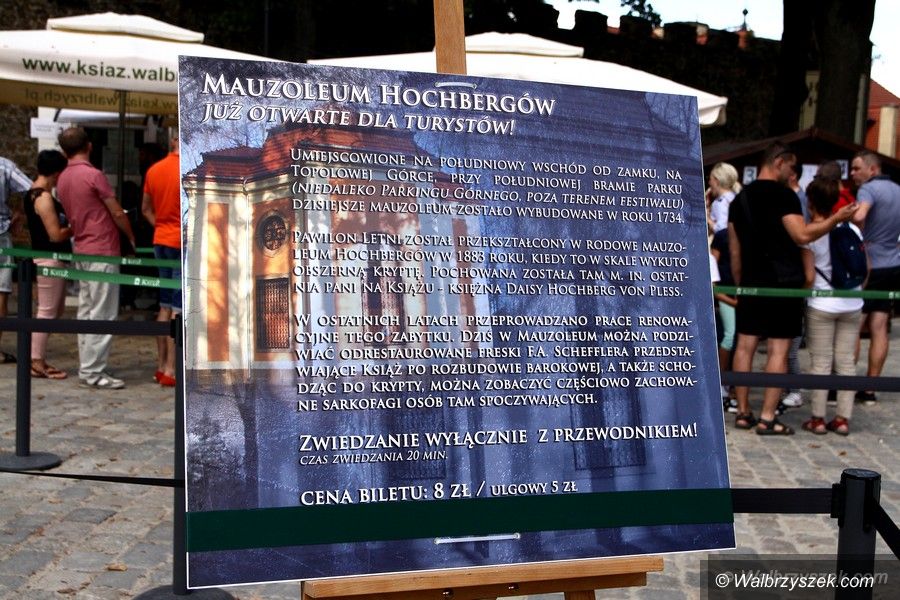 www.ksiaz.walb
MAUZOLEUM HOCHBERGÓW
JUŻ OTWARTE DLA TURYSTÓW!
UMIEJSCOWIONE NA POŁUDNIOWY WSCHÓD OD ZAMKU, NA
TOPOLOWEJ GÓRCE, PRZY POŁUDNIOWEJ BRAMIE PARKU
(NIEDALEKO PARKINGU GÓRNEGO, POZA TERENEM FESTIWALU)
DZISIEJSZE MAUZOLEUM ZOSTAŁO WYBUDOWANE W ROKU 1734.
PAWILON LETNI ZOSTAŁ PRZEKSZTAŁCONY W RODOWE MAUZO-
LEUM HOCHBERGÓW W 1883 ROKU, KIEDY TO W SKALE WYKUTO
OBSZERNĄ KRYPTĘ. POCHOWANA ZOSTAŁA TAM M. IN. OSTAT-
NIA PANI NA KSIĄŻU - KSIĘŻNA DAISY HOCHBERG VON PLESS.
W OSTATNICH LATACH PRZEPROWADZANO PRACE RENOWA-
CYJNE TEGO ZABYTKU. DZIŚ W MAUZOLEUM MOŻNA PODZI-
WIAĆ ODRESTAUROWANE FRESKI F.A. SCHEFFLERA PRZEDSTA-
WIAJĄCE KSIĄŻ PO ROZBUDOWIE BAROKOWEJ, A TAKŻE SCHO-
DZĄC DO KRYPTY, MOŻNA ZOBACZYĆ CZĘŚCIOWO ZACHOWA-
NE SARKOFAGI OSÓB TAM SPOCZYWAJĄCYCH.
ZWIEDZANIE WYŁĄCZNIE Z PRZEWODNIKIEM!
CZAS ZWIEDZANIA 20 MIN.
CENA BILETU: 8 ZŁ / ULGOWY 5 ZŁ
© Walbrzyszek.com